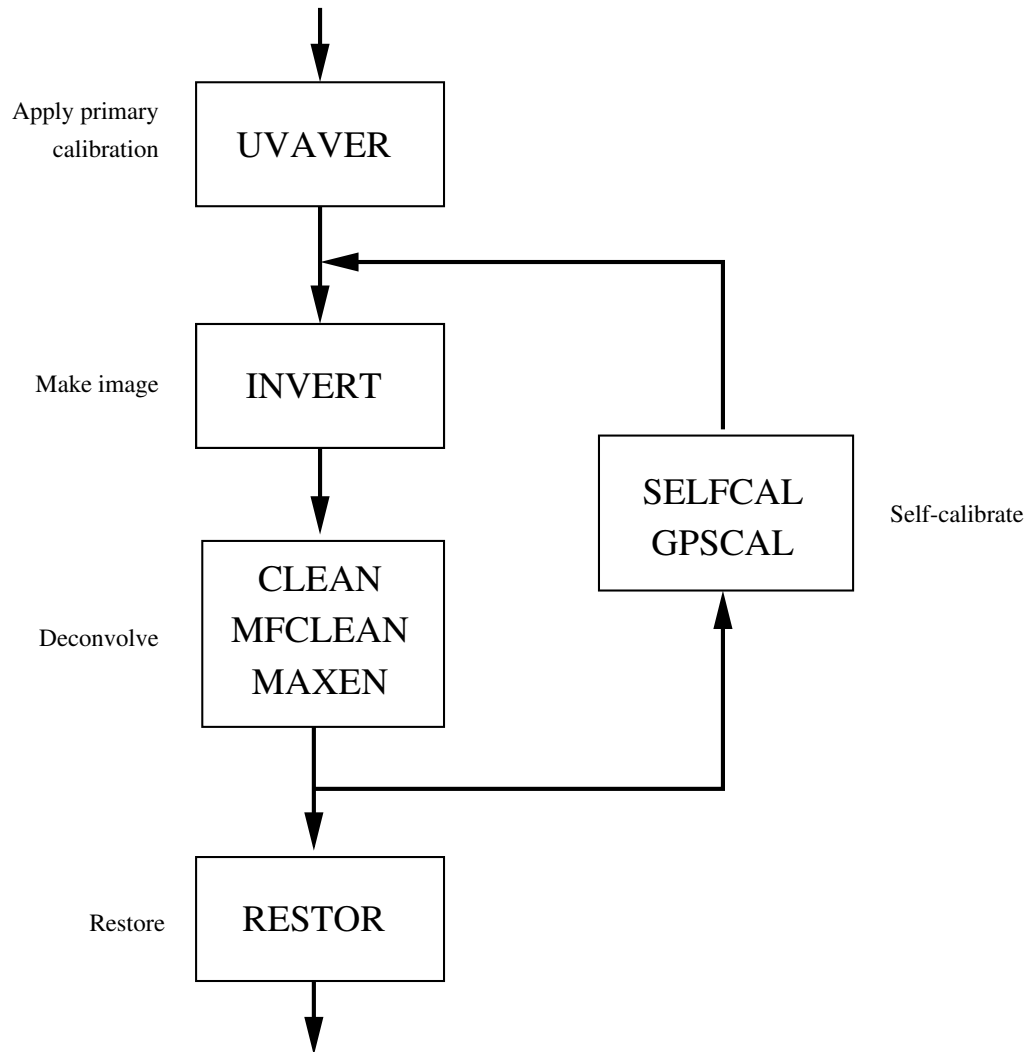 Apply primary
calibration
UVAVER
Make image
INVERT
SELFCAL
GPSCAL
Self-calibrate
Deconvolve
CLEAN
MFCLEAN
MAXEN
Restore
RESTOR